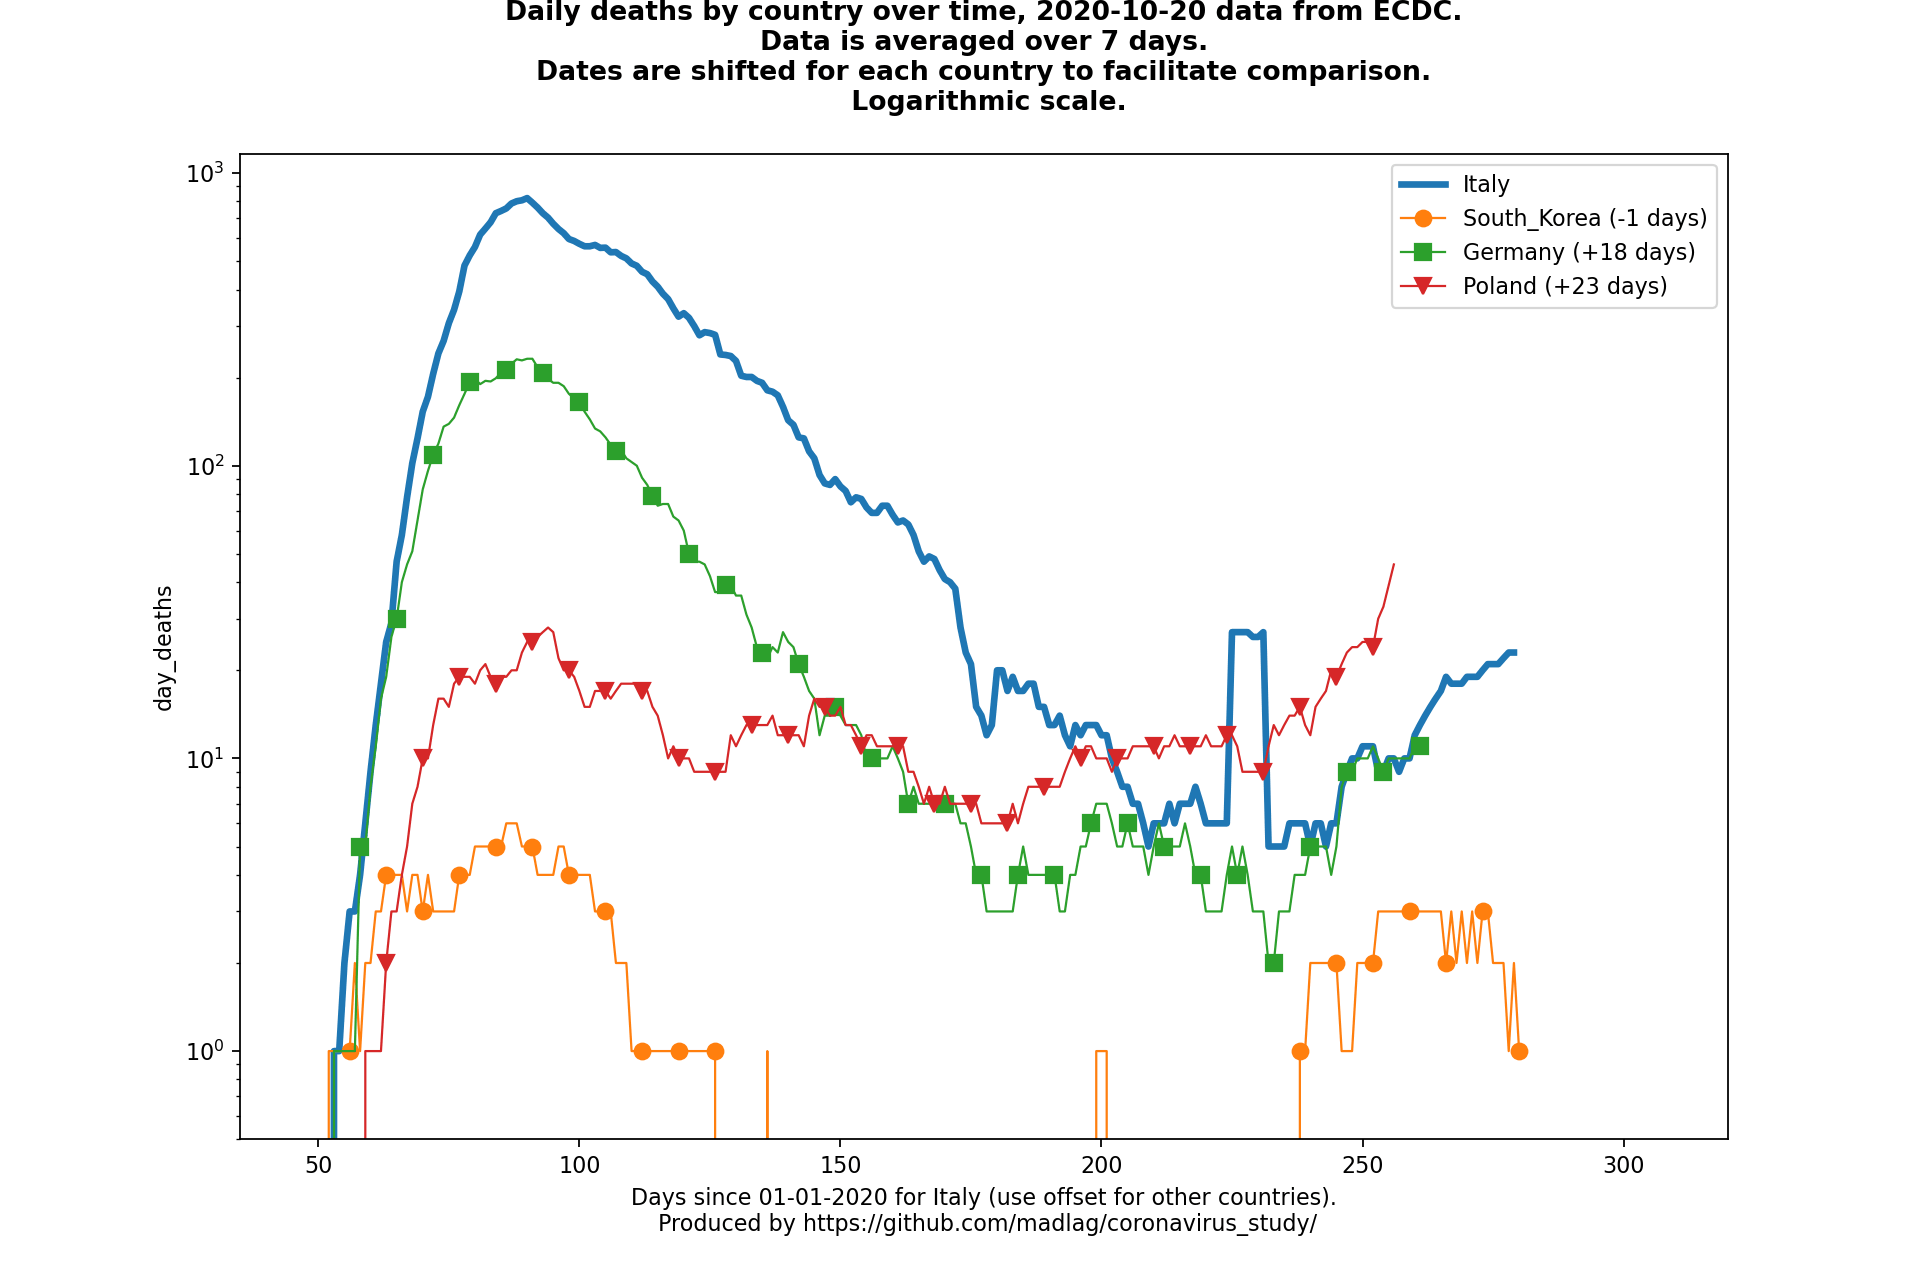 Daily deaths by country over time, 2020-10-20 data from ECDC.
Data is averaged over 7 days.
Dates are shifted for each country to facilitate comparison.
Logarithmic scale.
10³
10²
10¹
10⁰
day_deaths
Italy
South_Korea (-1 days)
Germany (+18 days)
Poland (+23 days)
50 100 150 200 250 300
Days since 01-01-2020 for Italy (use offset for other countries).
Produced by https://github.com/madlag/coronavirus_study/